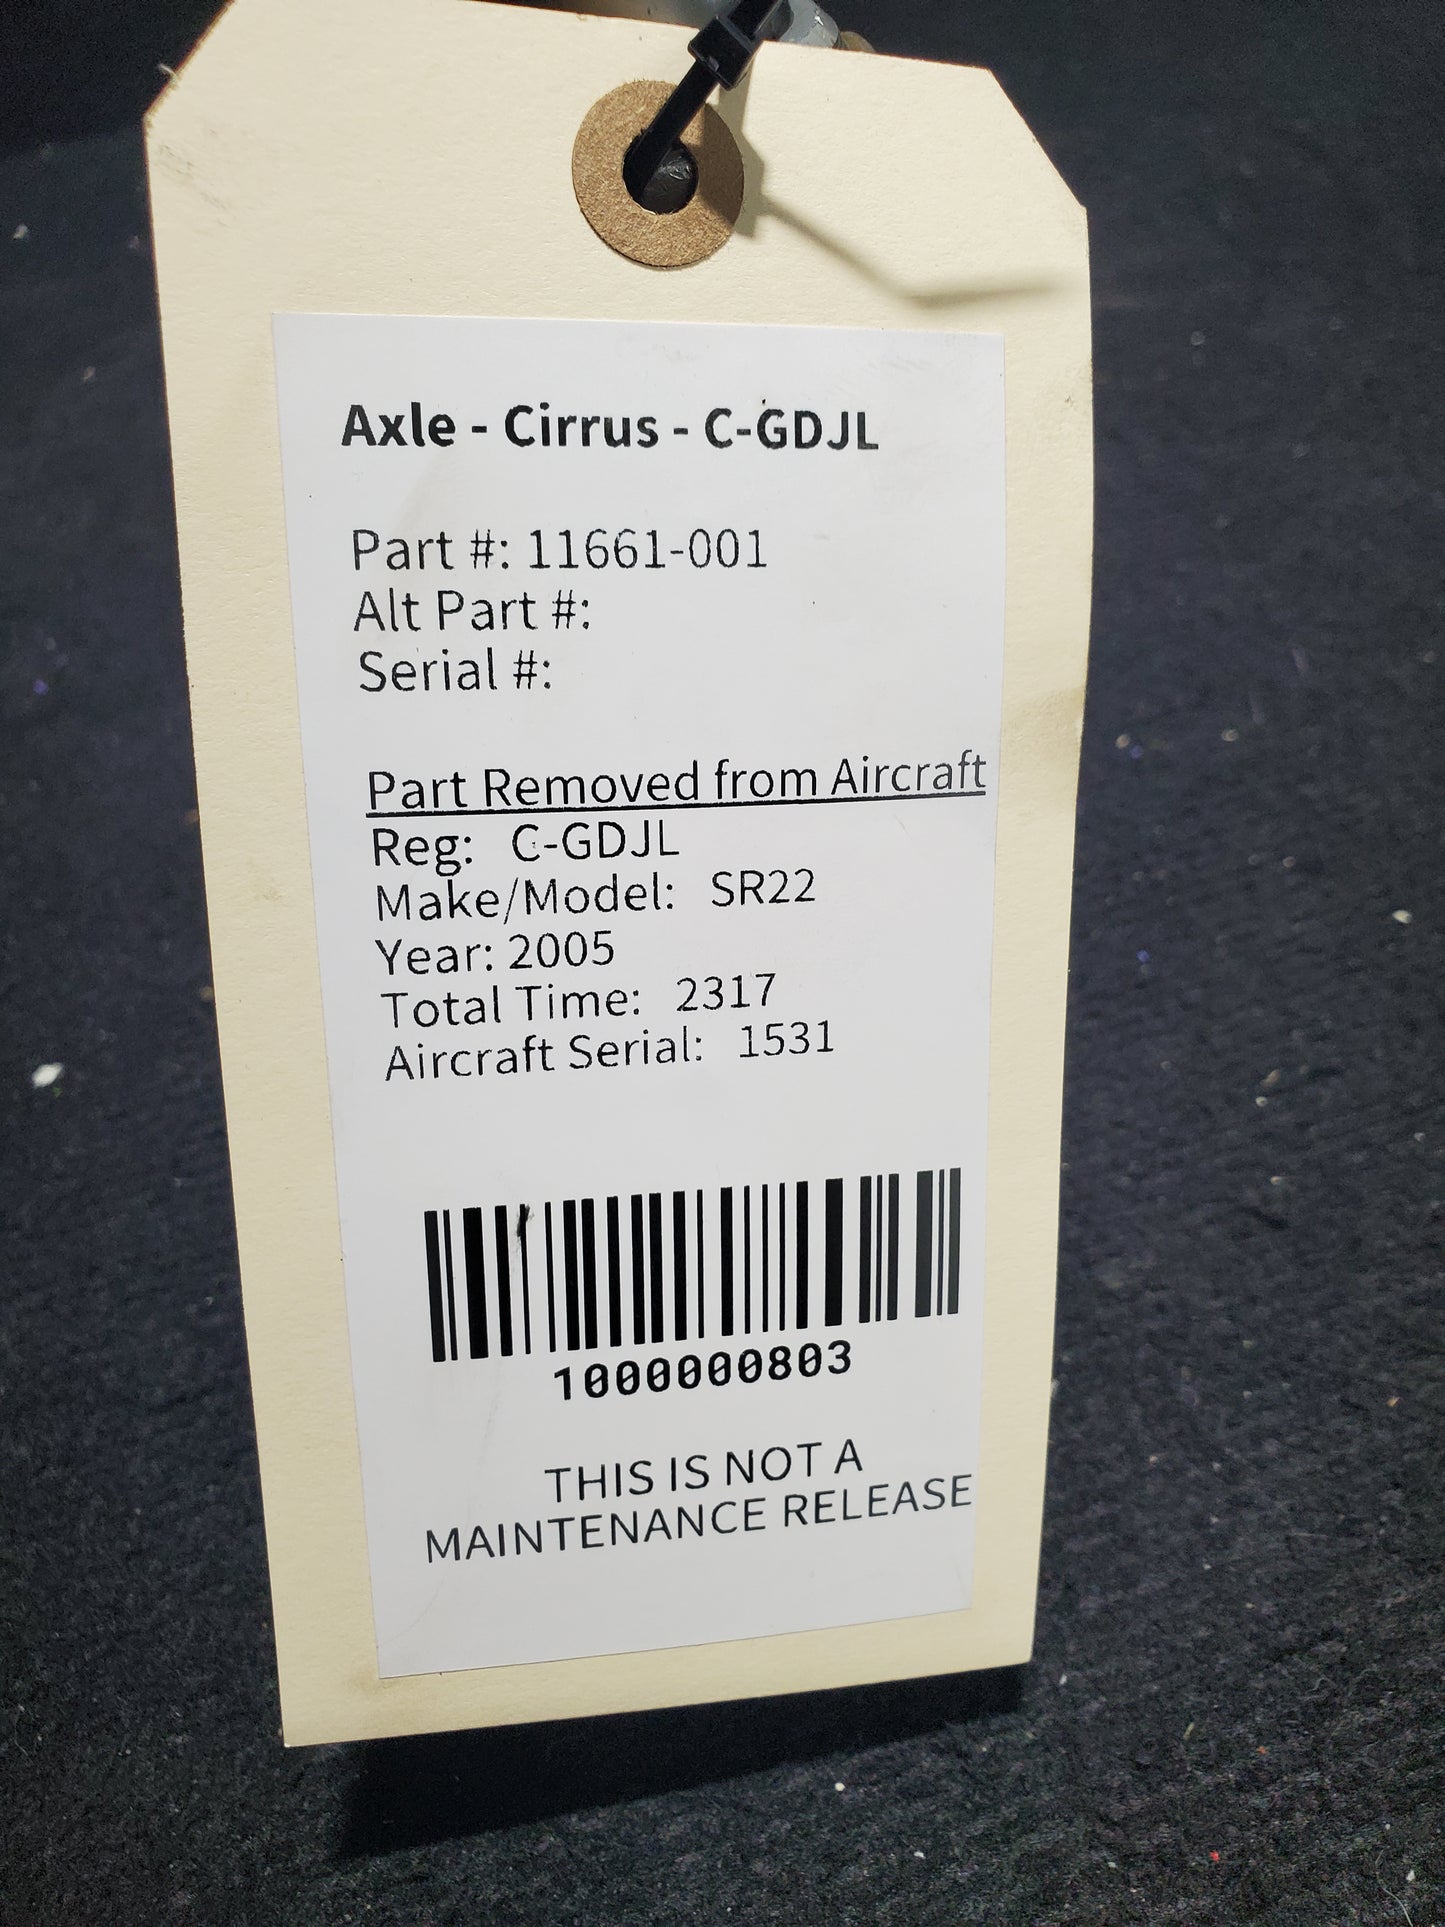 Axle - Cirrus - C-GDJL
Part #: 11661-001
Alt Part #:
Serial #:
Part Removed from Aircraft
Reg: C-GDJL
Make/Model: SR22
Year: 2005
Total Time: 2317
Aircraft Serial: 1531
1000000803
THIS IS NOT A
MAINTENANCE RELEASE